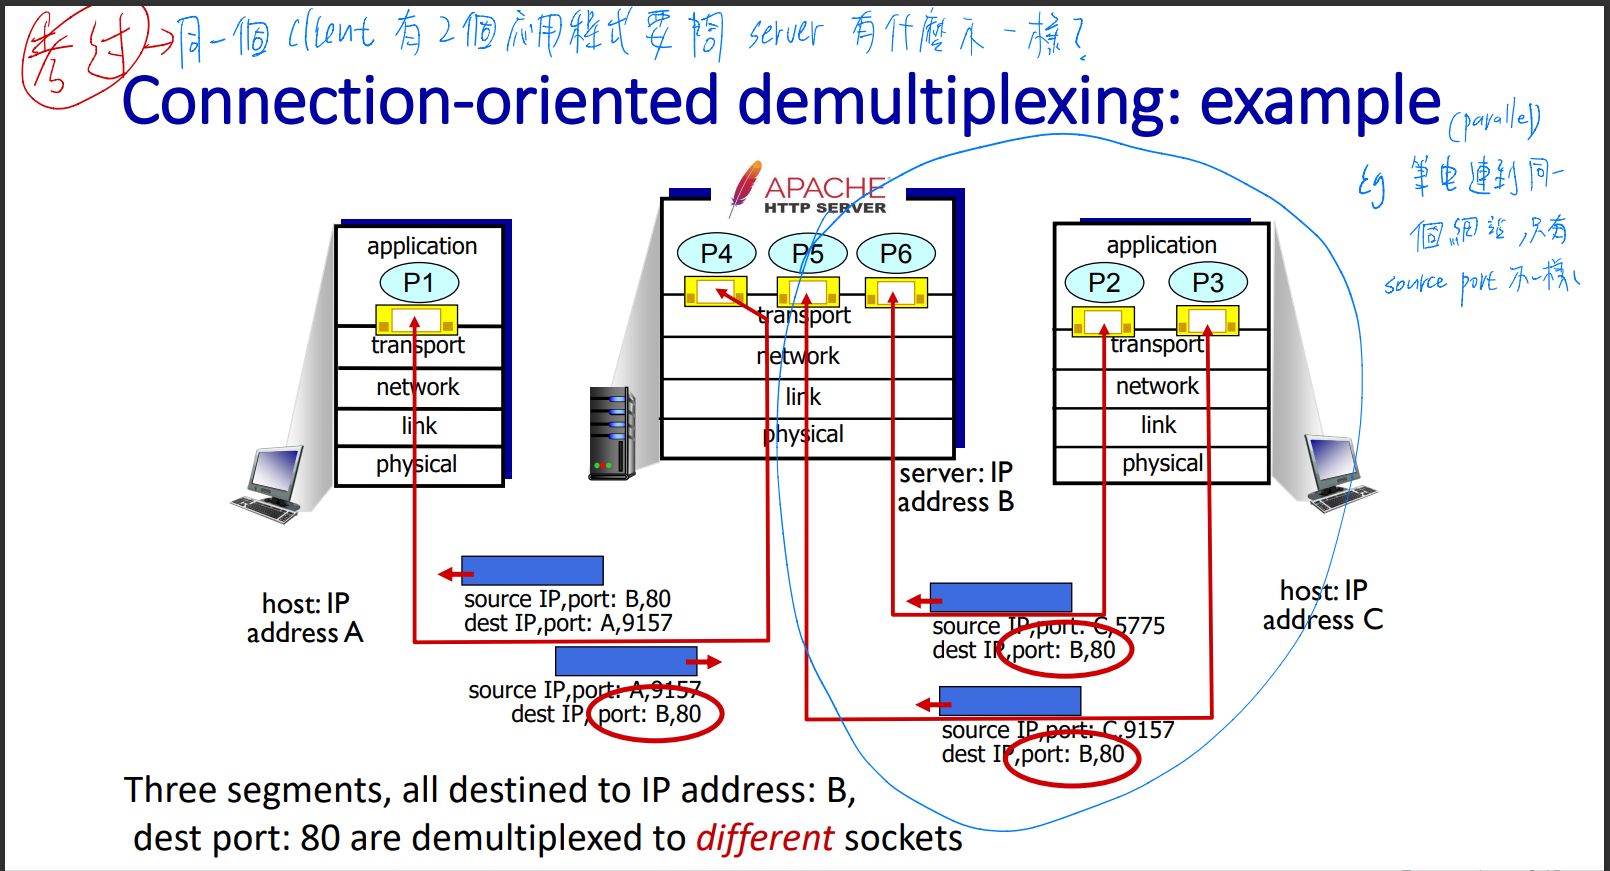 考过→同一個 client 有 2 個應用程式要問 server 有什麼不一樣?
Connection-oriented demultiplexing: example
(parallel)
Eg 筆電連到同一
個網站,只有
source port 不一樣
APACHE
HTTP SERVER
application
P1
transport
network
link
physical
P4 P5 P6
transport
network
link
physical
application
P2 P3
transport
network
link
physical
server: IP
address B
host: IP
address A
source IP,port: B,80
dest IP,port: A,9157
source IP,port: A,9157
dest IP, port: B,80
source IP,port: C,5775
dest IP,port: B,80
source IP,port: C,9157
dest IP,port: B,80
host: IP
address C
Three segments, all destined to IP address: B,
dest port: 80 are demultiplexed to different sockets